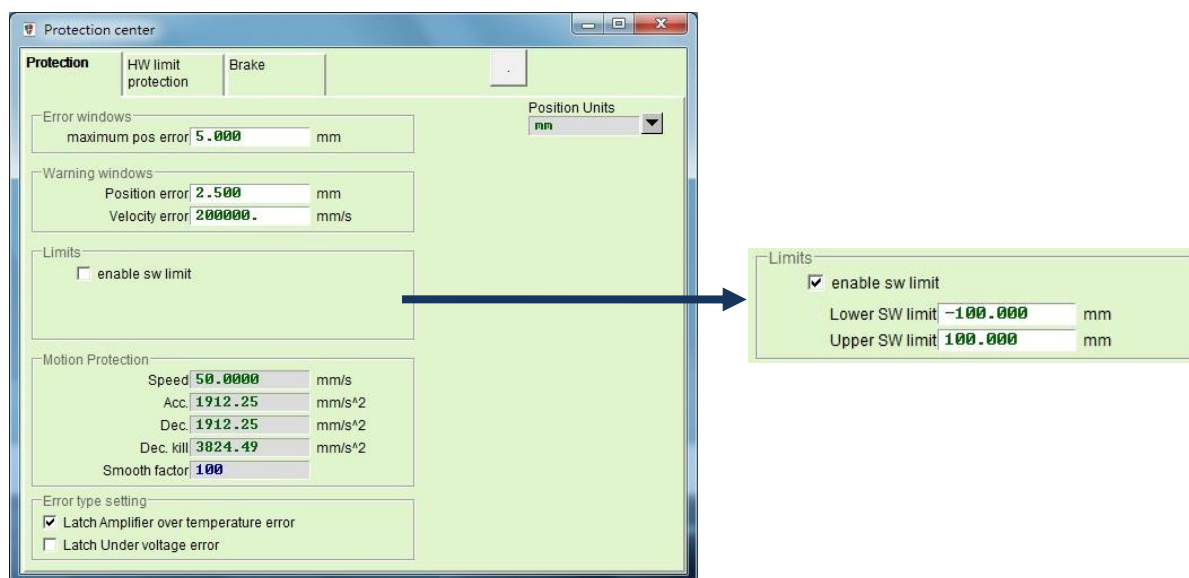 Protection center
Protection
HW limit
protection
Brake
.
Position Units
mm
Error windows
maximum pos error 5.000 mm
Warning windows
Position error 2.500 mm
Velocity error 200000. mm/s
Limits
enable sw limit
Motion Protection
Speed 50.0000 mm/s
Acc. 1912.25 mm/s^2
Dec. 1912.25 mm/s^2
Dec. kill 3824.49 mm/s^2
Smooth factor 100
Error type setting
Latch Amplifier over temperature error
Latch Under voltage error
Limits
enable sw limit
Lower SW limit -100.000 mm
Upper SW limit 100.000 mm